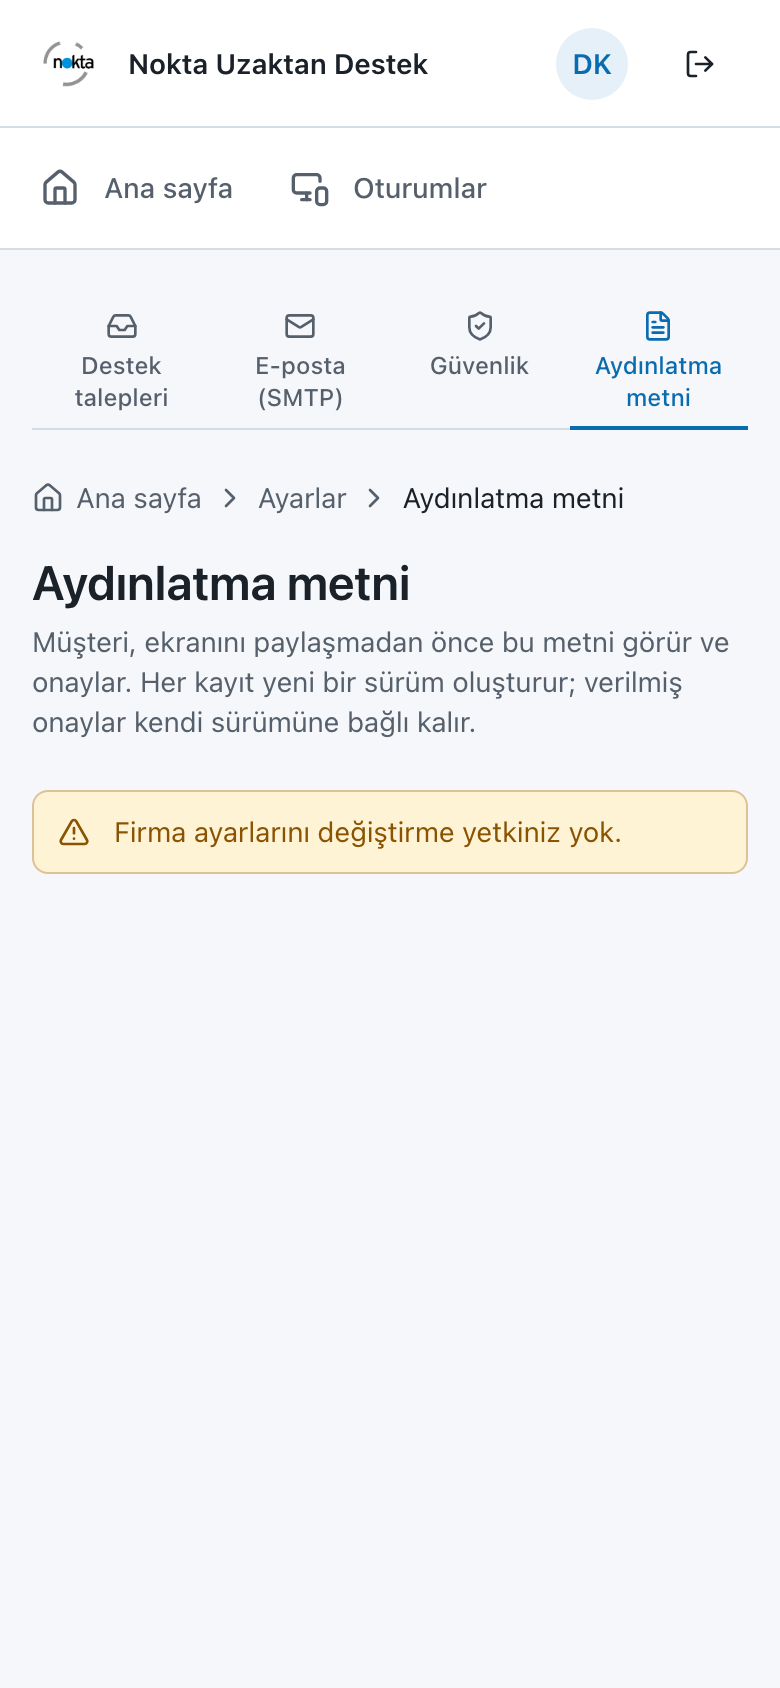 nokta
Nokta Uzaktan Destek
DK
Ana sayfa
Oturumlar
Destek
talepleri
E-posta
(SMTP)
Güvenlik
Aydınlatma
metni
Ana sayfa > Ayarlar > Aydınlatma metni
Aydınlatma metni
Müşteri, ekranını paylaşmadan önce bu metni görür ve
onaylar. Her kayıt yeni bir sürüm oluşturur; verilmiş
onaylar kendi sürümüne bağlı kalır.
Firma ayarlarını değiştirme yetkiniz yok.